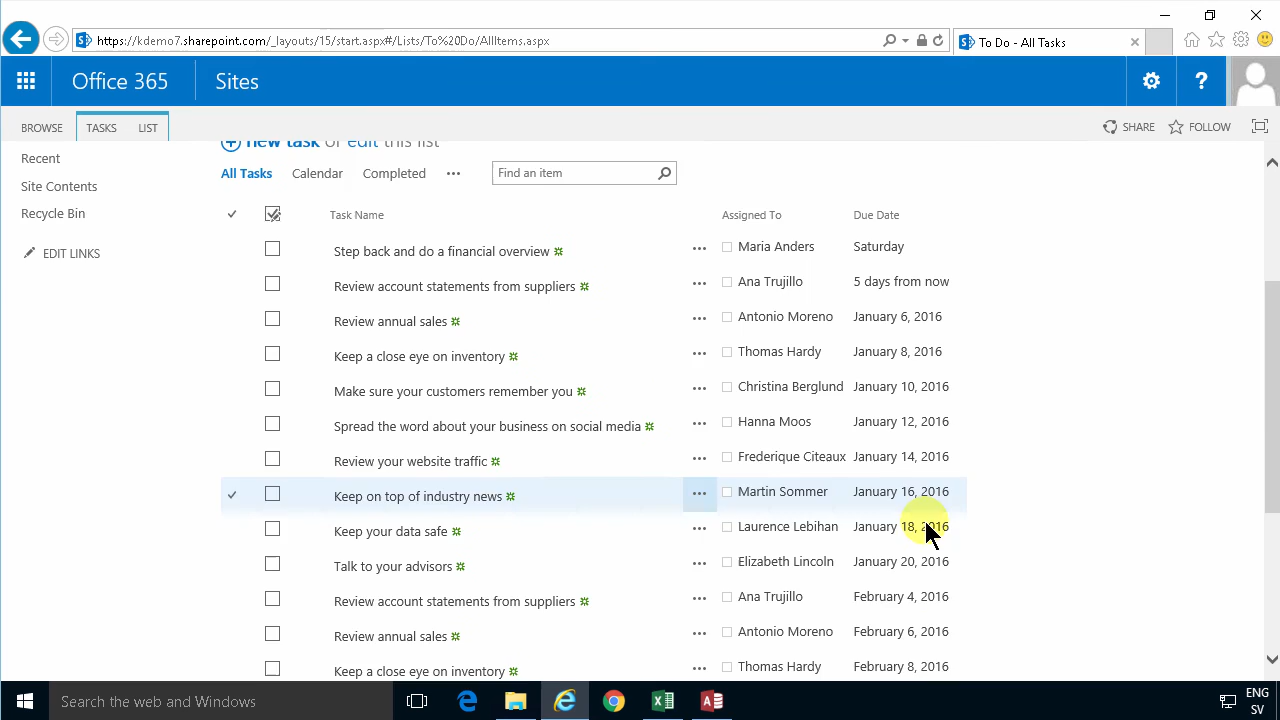 https://kdemo7.sharepoint.com/_layouts/15/start.aspx#/Lists/To%20Do/AllItems.aspx
To Do - All Tasks
Office 365
Sites
?
BROWSE
TASKS
LIST
SHARE
FOLLOW
new task or edit this list
Recent
Site Contents
Recycle Bin
EDIT LINKS
All Tasks
Calendar
Completed
Find an item
Task Name Assigned To Due Date
Step back and do a financial overview Maria Anders Saturday
Review account statements from suppliers Ana Trujillo 5 days from now
Review annual sales Antonio Moreno January 6, 2016
Keep a close eye on inventory Thomas Hardy January 8, 2016
Make sure your customers remember you Christina Berglund January 10, 2016
Spread the word about your business on social media Hanna Moos January 12, 2016
Review your website traffic Frederique Citeaux January 14, 2016
Keep on top of industry news Martin Sommer January 16, 2016
Keep your data safe Laurence Lebihan January 18, 2016
Talk to your advisors Elizabeth Lincoln January 20, 2016
Review account statements from suppliers Ana Trujillo February 4, 2016
Review annual sales Antonio Moreno February 6, 2016
Keep a close eye on inventory Thomas Hardy February 8, 2016
Search the web and Windows
ENG
SV